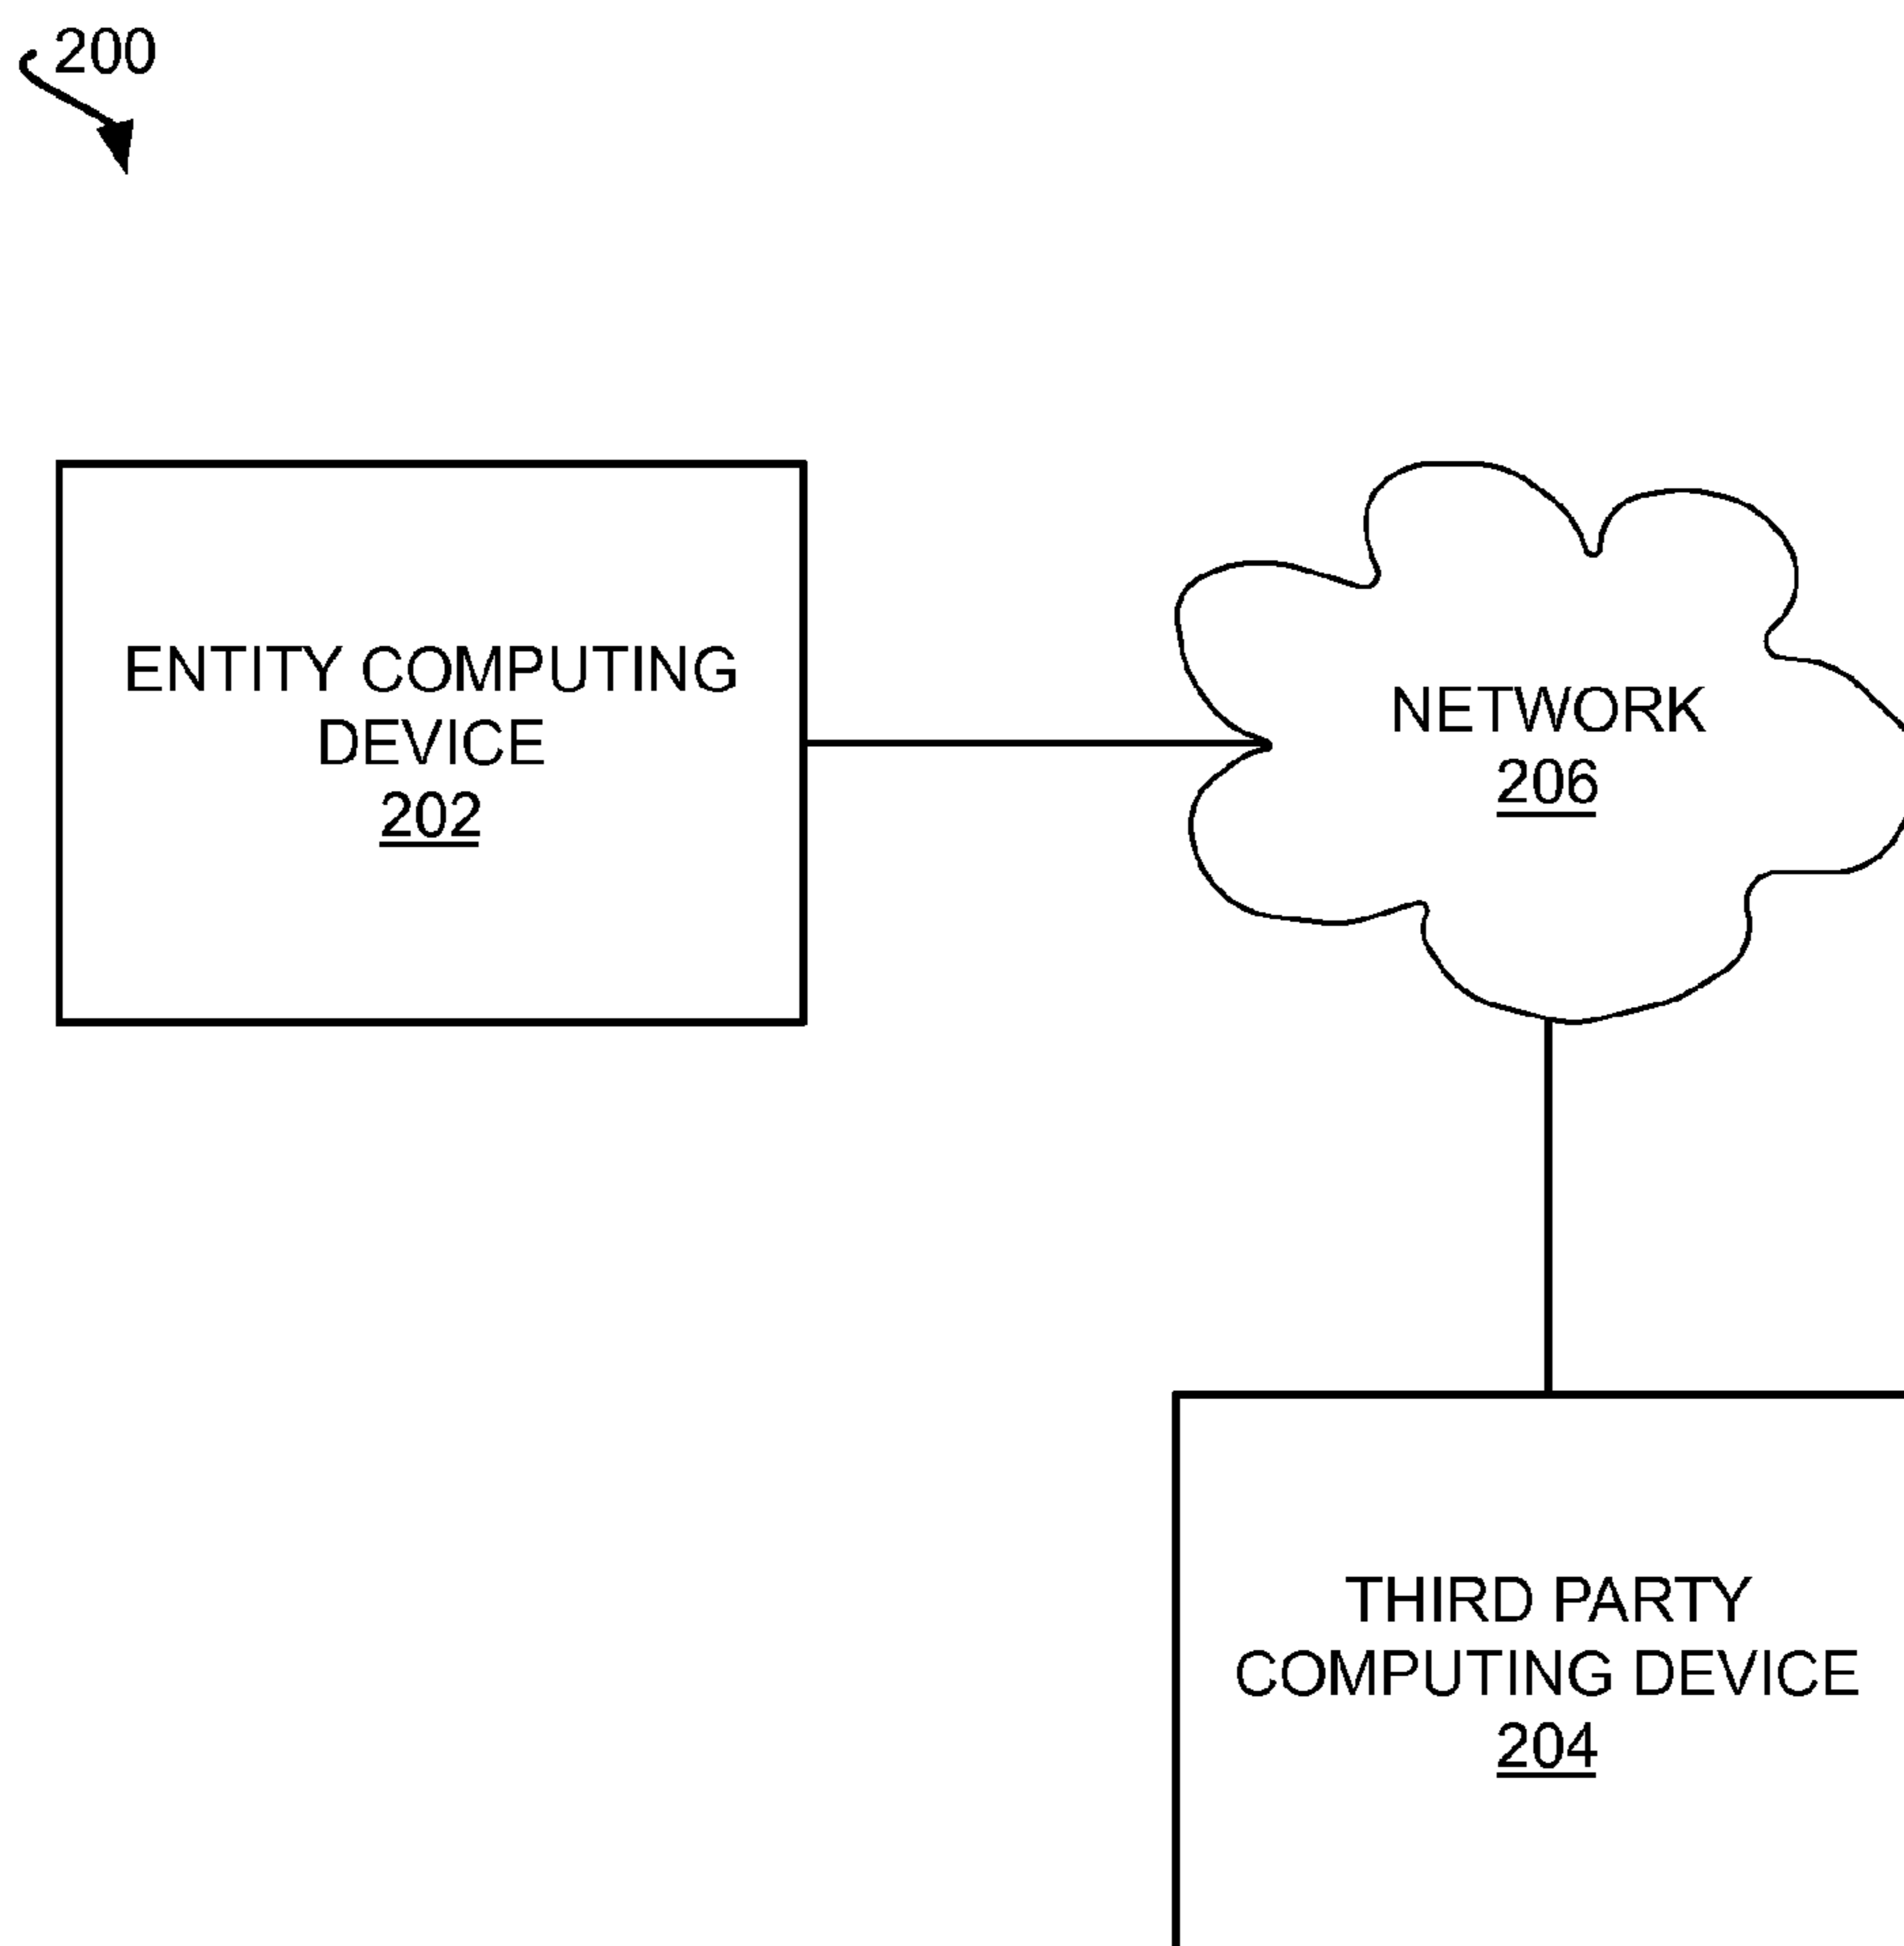 200
ENTITY COMPUTING
DEVICE
202
NETWORK
206
THIRD PARTY
COMPUTING DEVICE
204